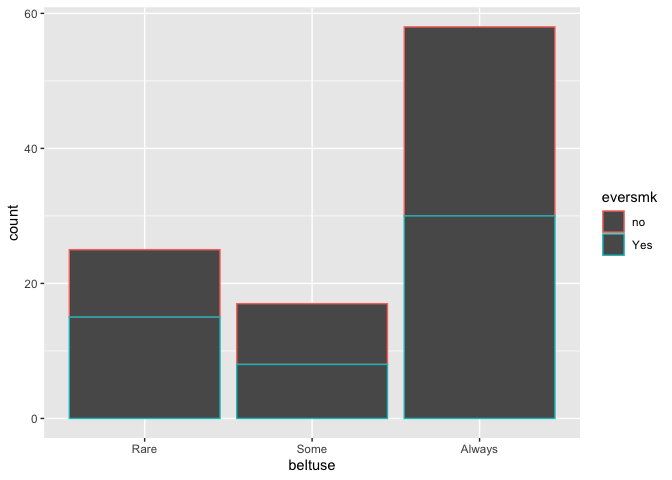 60
40
20
0
count
Rare
Some
Always
beltuse
eversmk
no
Yes